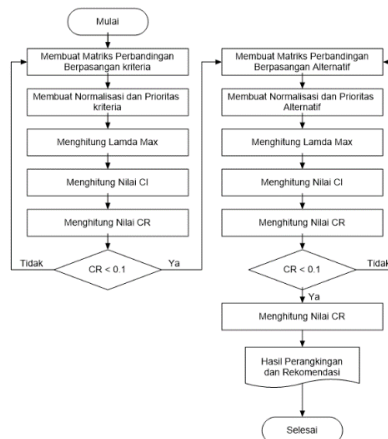 Mulai
Membuat Matriks Perbandingan
Berpasangan kriteria
Membuat Normalisasi dan Prioritas
kriteria
Menghitung Lamda Max
Menghitung Nilai CI
Menghitung Nilai CR
Tidak
CR < 0.1
Ya
Membuat Matriks Perbandingan
Berpasangan Alternatif
Membuat Normalisasi dan Prioritas
Alternatif
Menghitung Lamda Max
Menghitung Nilai CI
Menghitung Nilai CR
CR < 0.1
Tidak
Ya
Menghitung Nilai CR
Hasil Perangkingan
dan Rekomendasi
Selesai